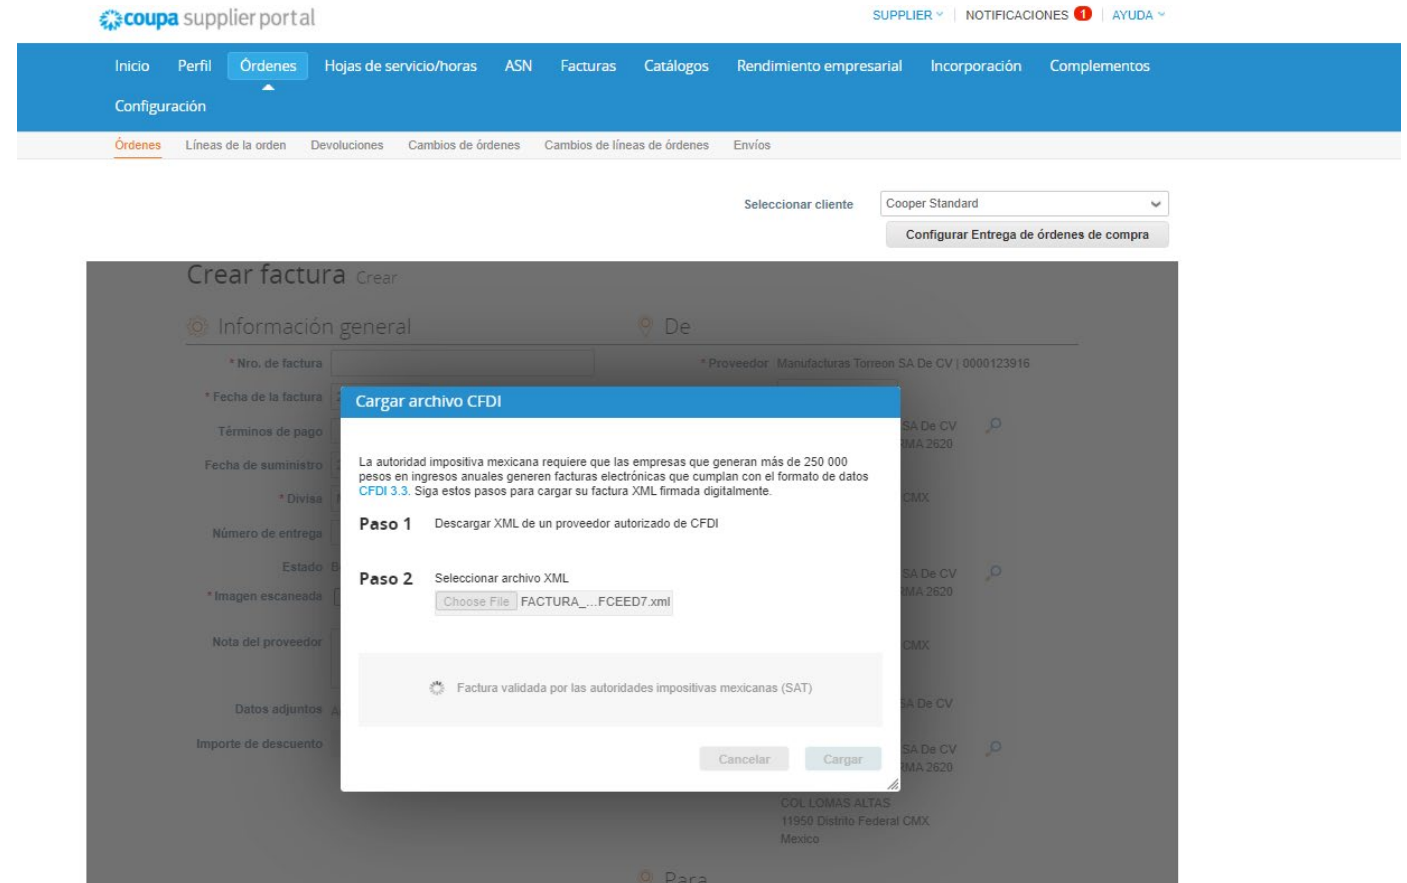 coupa supplier portal
SUPPLIER NOTIFICACIONES 1 AYUDA
Inicio Perfil Órdenes Hojas de servicio/horas ASN Facturas Catálogos Rendimiento empresarial Incorporación Complementos
Configuración
Órdenes Líneas de la orden Devoluciones Cambios de órdenes Cambios de líneas de órdenes Envíos
Seleccionar cliente Cooper Standard
Configurar Entrega de órdenes de compra
Crear factura Crear
Información general
De
* Nro. de factura
* Proveedor Manufacturas Torreon SA De CV | 0000123916
* Fecha de la factura
Términos de pago
SA De CV
RMA 2620
Fecha de suministro
* Divisa
CMX
Número de entrega
Estado
SA De CV
RMA 2620
* Imagen escaneada
Nota del proveedor
CMX
Datos adjuntos
SA De CV
Importe de descuento
SA De CV
RMA 2620
COL LOMAS ALTAS
11950 Distrito Federal CMX
Mexico
Para
Cargar archivo CFDI
La autoridad impositiva mexicana requiere que las empresas que generan más de 250 000
pesos en ingresos anuales generen facturas electrónicas que cumplan con el formato de datos
CFDI 3.3. Siga estos pasos para cargar su factura XML firmada digitalmente.
Paso 1 Descargar XML de un proveedor autorizado de CFDI
Paso 2 Seleccionar archivo XML
Choose File FACTURA_...FCEED7.xml
Factura validada por las autoridades impositivas mexicanas (SAT)
Cancelar Cargar